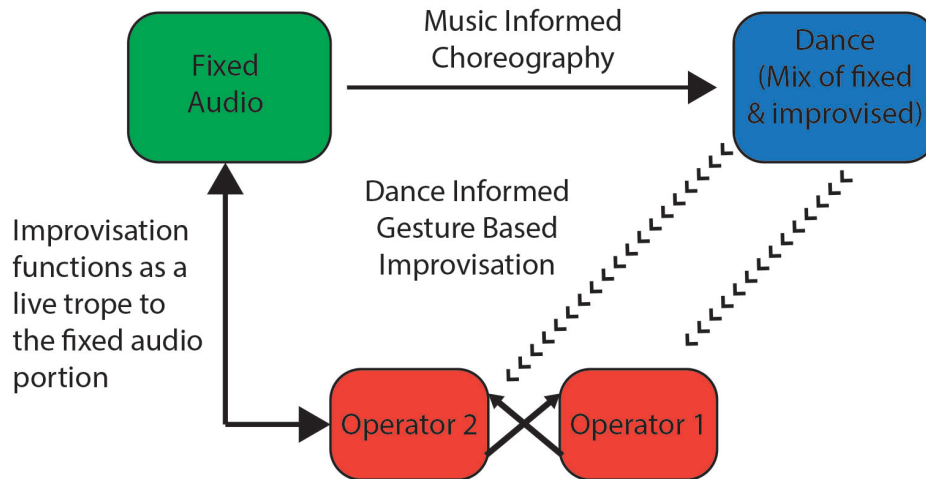 Fixed
Audio
Music Informed
Choreography
Dance
(Mix of fixed
& improvised)
Dance Informed
Gesture Based
Improvisation
Improvisation
functions as a
live trope to
the fixed audio
portion
Operator 2
Operator 1